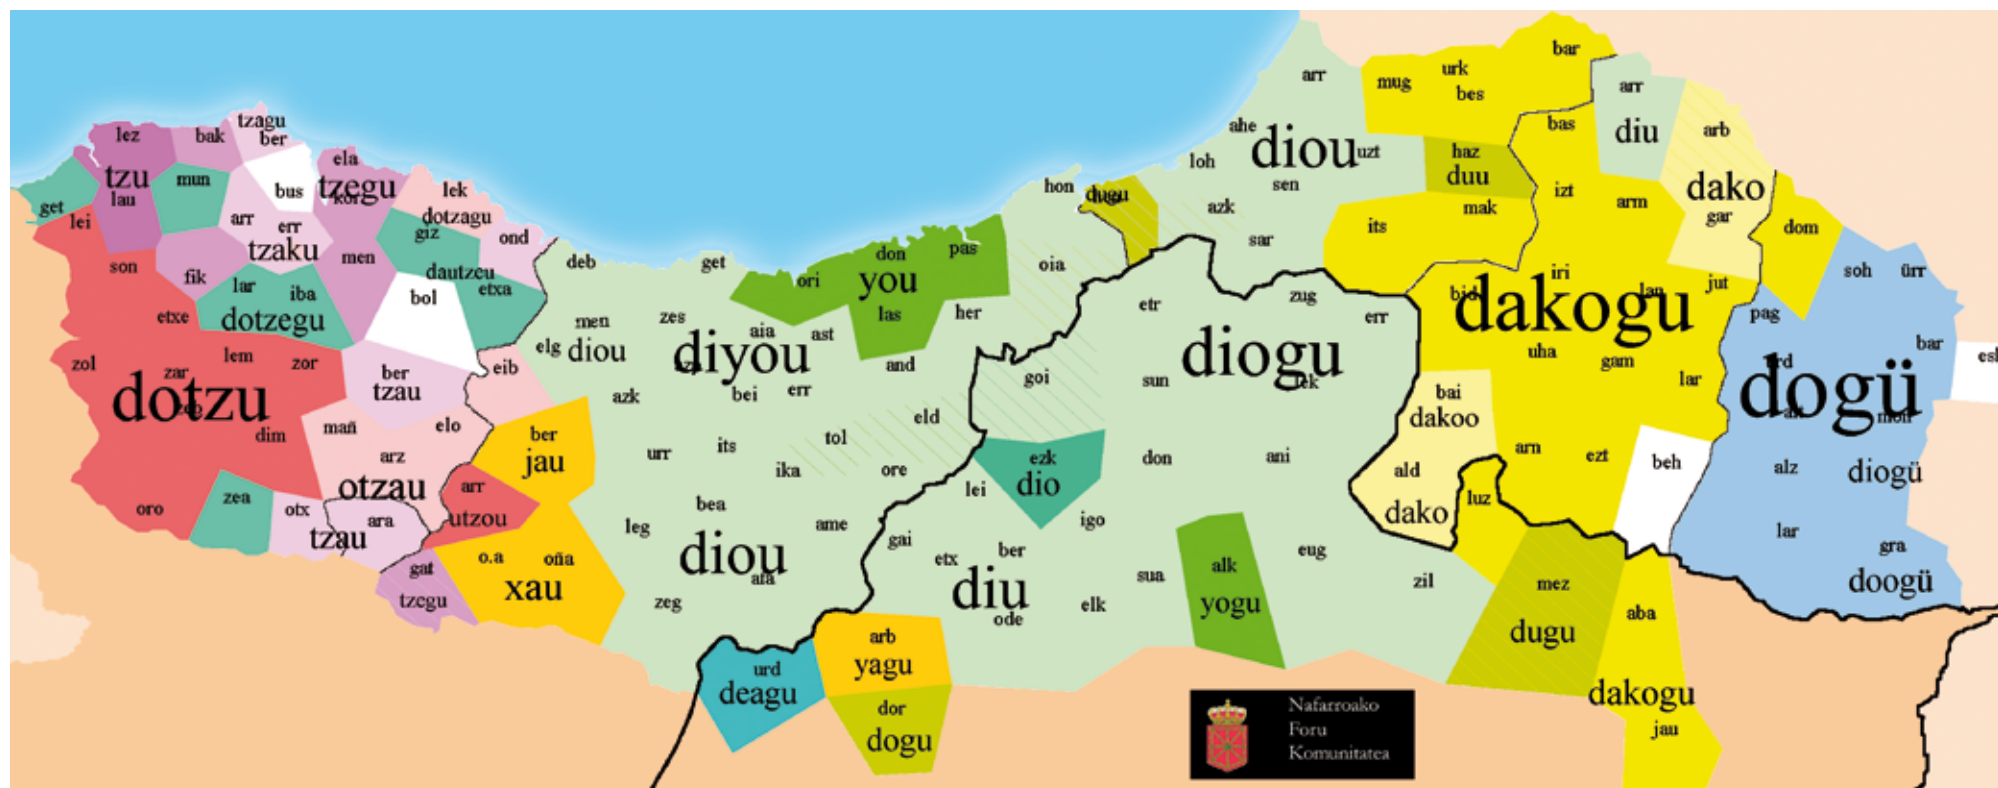 bar
urk
mug
bes
arr
arr
diu
arb
bas
ahe
diou
uzt
haz
duu
loh
sen
izt
arm
dako
gar
mak
azk
its
sar
dom
lez
bak
tzagu
ber
ela
tzu
lau
mun
bus
tzegu
kor
lek
dotzagu
get
lei
arr
err
tzaku
giz
ond
men
dautzeu
etxa
son
fik
lar
iba
dotzegu
bol
etxe
zol
zar
lem
zor
dotzu
dim
ber
tzau
eib
mañ
elo
arz
otzau
oro
zea
otx
ara
tzau
arr
utzou
gat
tzegu
o.a
oña
xau
ber
jau
deb
get
ori
don
you
pas
las
hon
dugu
oia
men
elg
diou
zes
aia
diyou
ast
her
and
azk
bei
err
eld
tol
urr
its
ika
ore
bea
leg
ame
diou
zeg
etr
zug
err
diogu
goi
sun
ezk
dio
lei
don
ani
igo
gai
etx
ber
diu
ode
sua
elk
alk
yogu
eug
zil
urd
deagu
arb
yagu
dor
dogu
iri
jut
dakogu
uha
gam
lar
bai
dakoo
ald
dako
arn
ezt
beh
luz
mez
dugu
aba
dakogu
jau
soh
ürr
pag
bar
dogü
alz
diogü
lar
gra
doogü
Nafarroako
Foru
Komunitatea